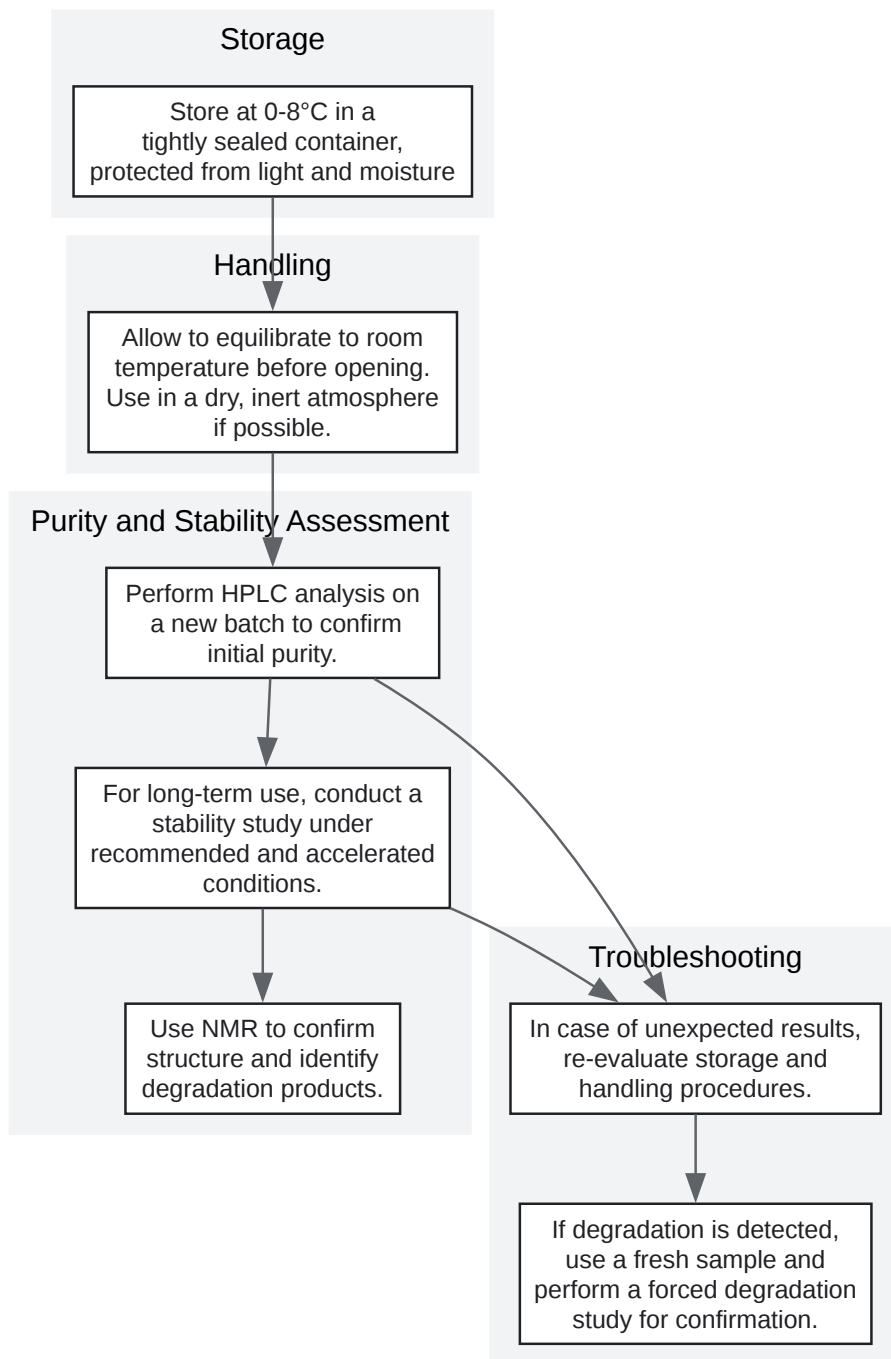 Storage
Store at 0-8°C in a
tightly sealed container,
protected from light and moisture
Handling
Allow to equilibrate to room
temperature before opening.
Use in a dry, inert atmosphere
if possible.
Purity and Stability Assessment
Perform HPLC analysis on
a new batch to confirm
initial purity.
For long-term use, conduct a
stability study under
recommended and accelerated
conditions.
Use NMR to confirm
structure and identify
degradation products.
Troubleshooting
In case of unexpected results,
re-evaluate storage and
handling procedures.
If degradation is detected,
use a fresh sample and
perform a forced degradation
study for confirmation.